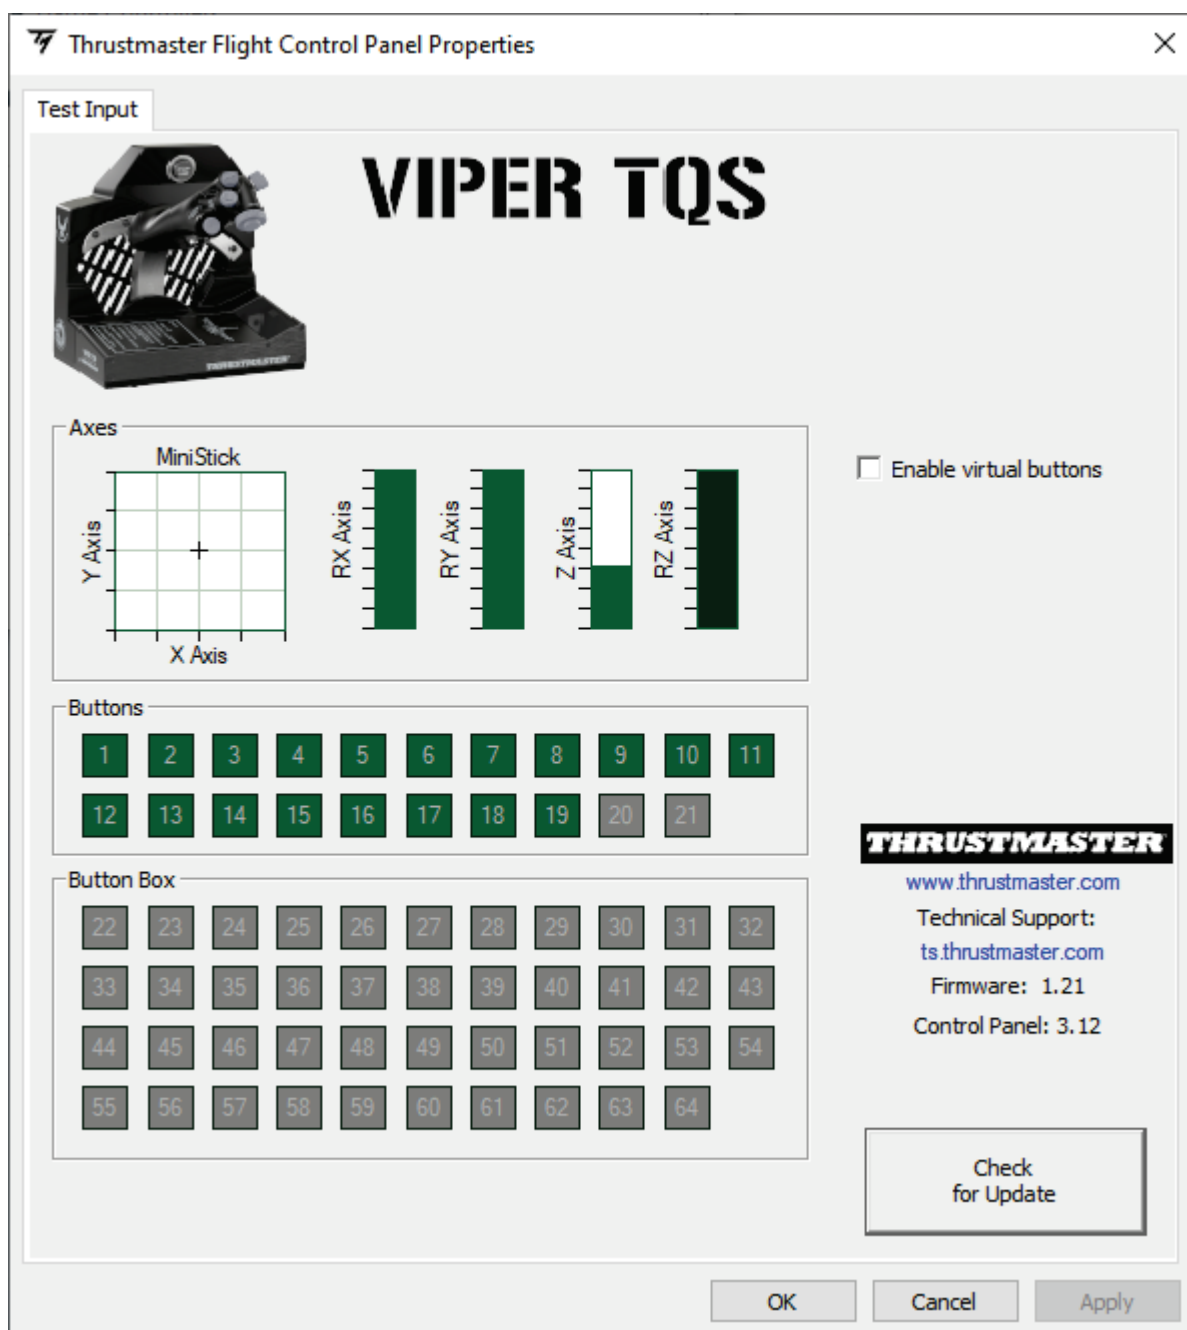 Thrustmaster Flight Control Panel Properties
Test Input
VIPER TQS
THRUSTMASTER
Axes
MiniStick
Y Axis
X Axis
RX Axis
RY Axis
Z Axis
RZ Axis
Enable virtual buttons
Buttons
1 2 3 4 5 6 7 8 9 10 11
12 13 14 15 16 17 18 19 20 21
Button Box
22 23 24 25 26 27 28 29 30 31 32
33 34 35 36 37 38 39 40 41 42 43
44 45 46 47 48 49 50 51 52 53 54
55 56 57 58 59 60 61 62 63 64
THRUSTMASTER
www.thrustmaster.com
Technical Support:
ts.thrustmaster.com
Firmware: 1.21
Control Panel: 3.12
Check
for Update
OK Cancel Apply